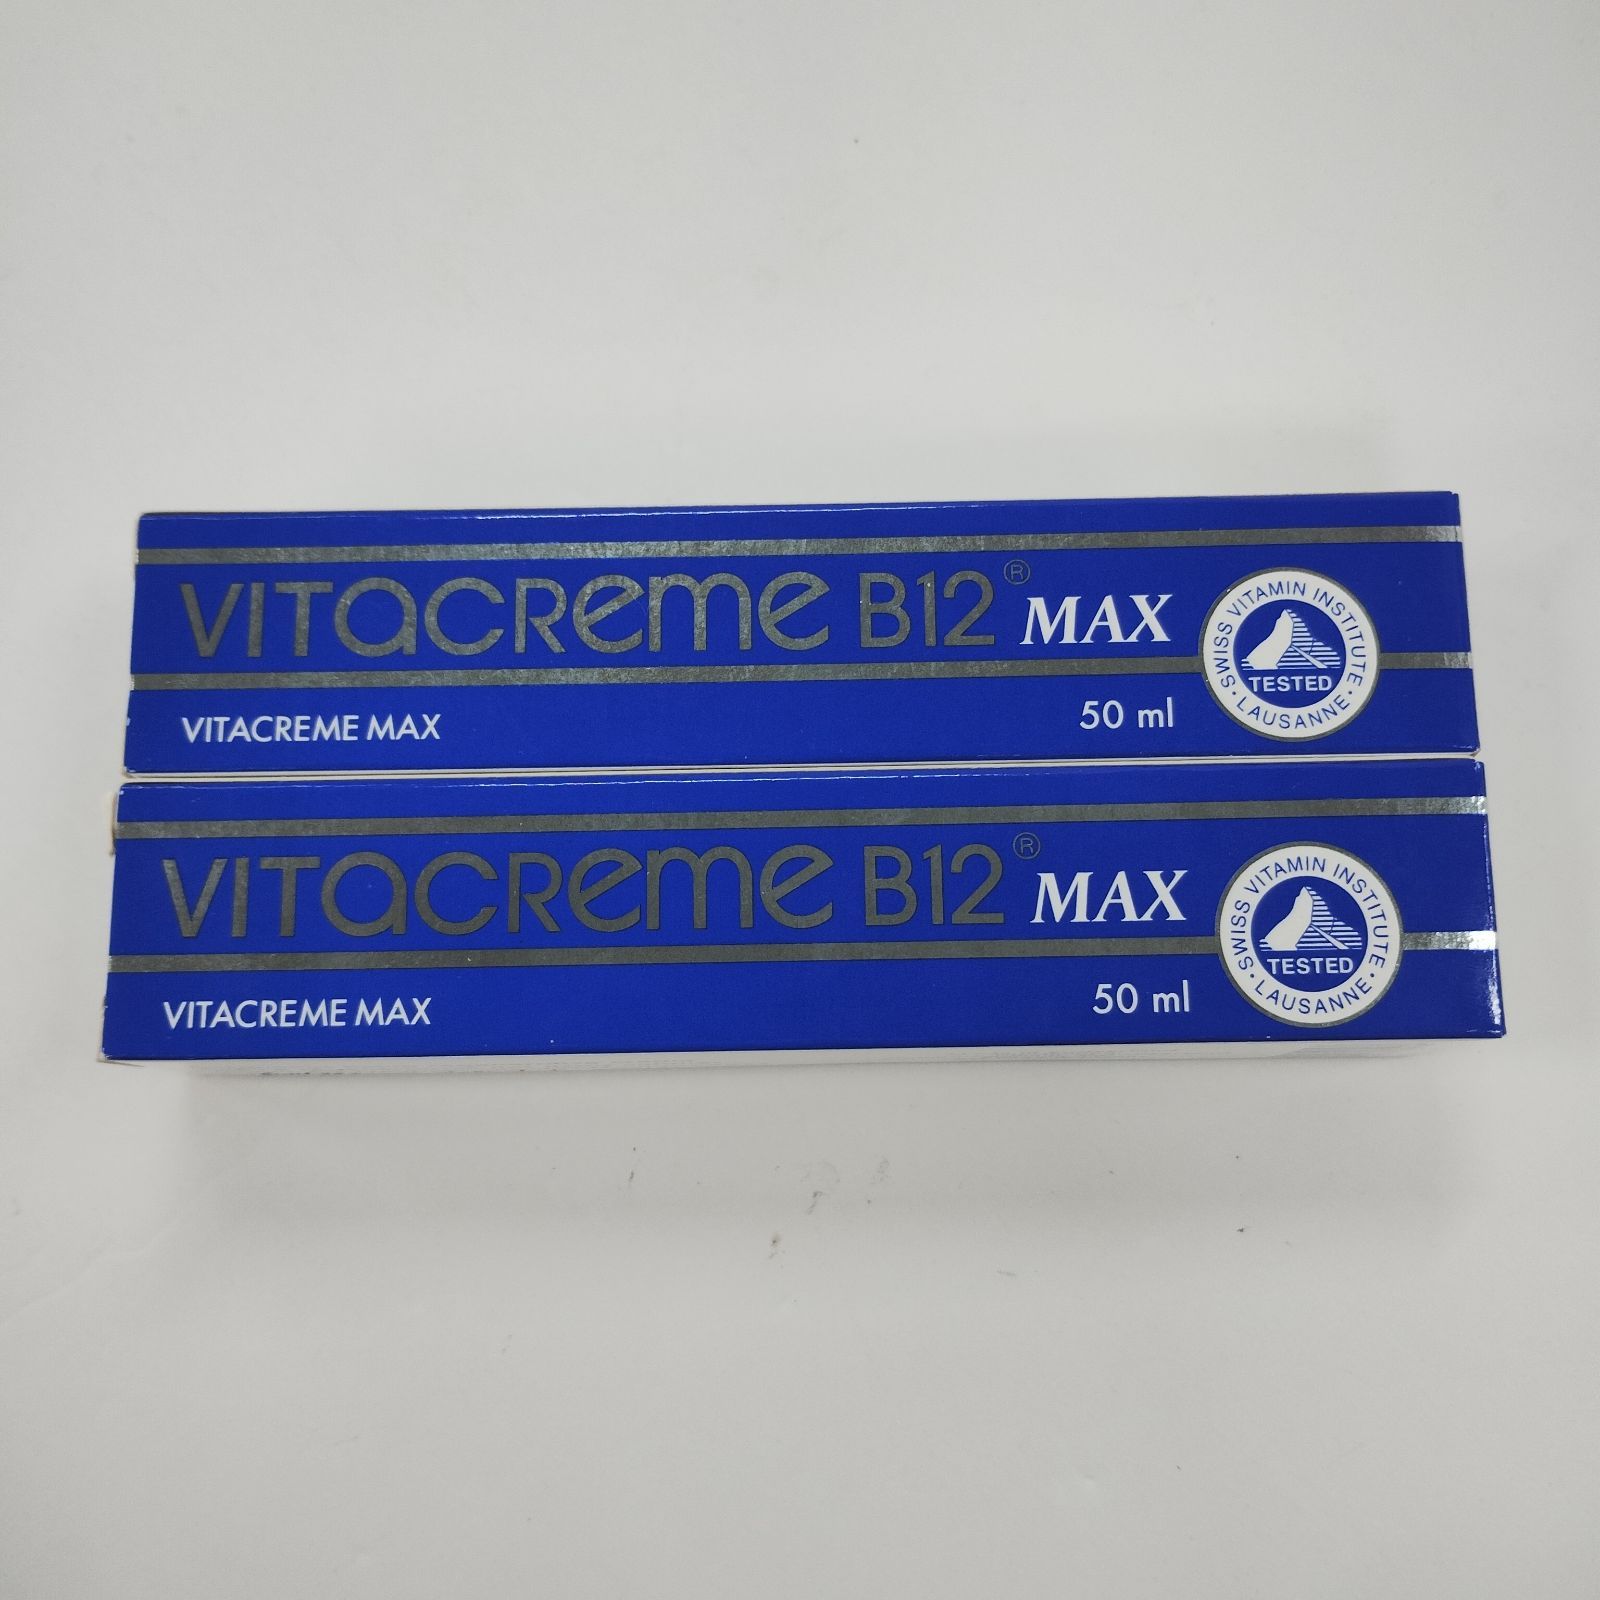 VITACREME B12® MAX
SWISS VITAMIN INSTITUTE · LAUSANNE ·
TESTED
VITACREME MAX
50 ml
VITACREME B12® MAX
SWISS VITAMIN INSTITUTE · LAUSANNE ·
TESTED
VITACREME MAX
50 ml